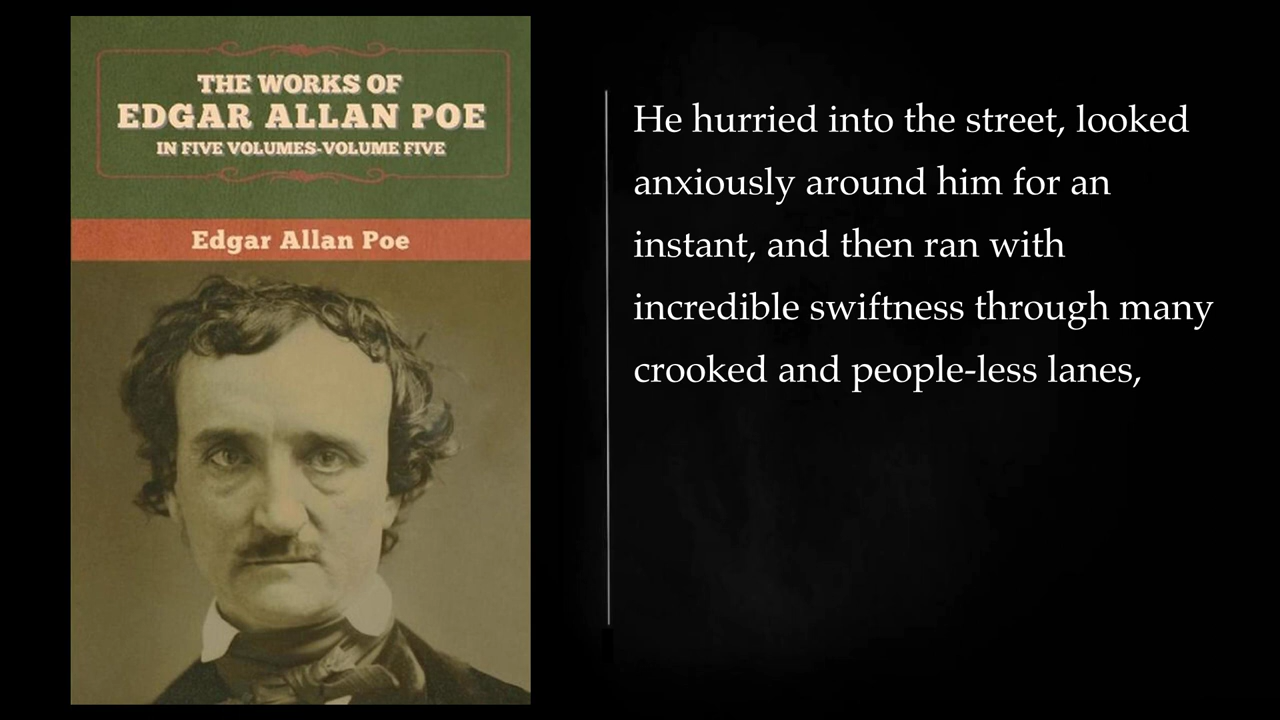 THE WORKS OF
EDGAR ALLAN POE
IN FIVE VOLUMES-VOLUME FIVE
Edgar Allan Poe
He hurried into the street, looked
anxiously around him for an
instant, and then ran with
incredible swiftness through many
crooked and people-less lanes,